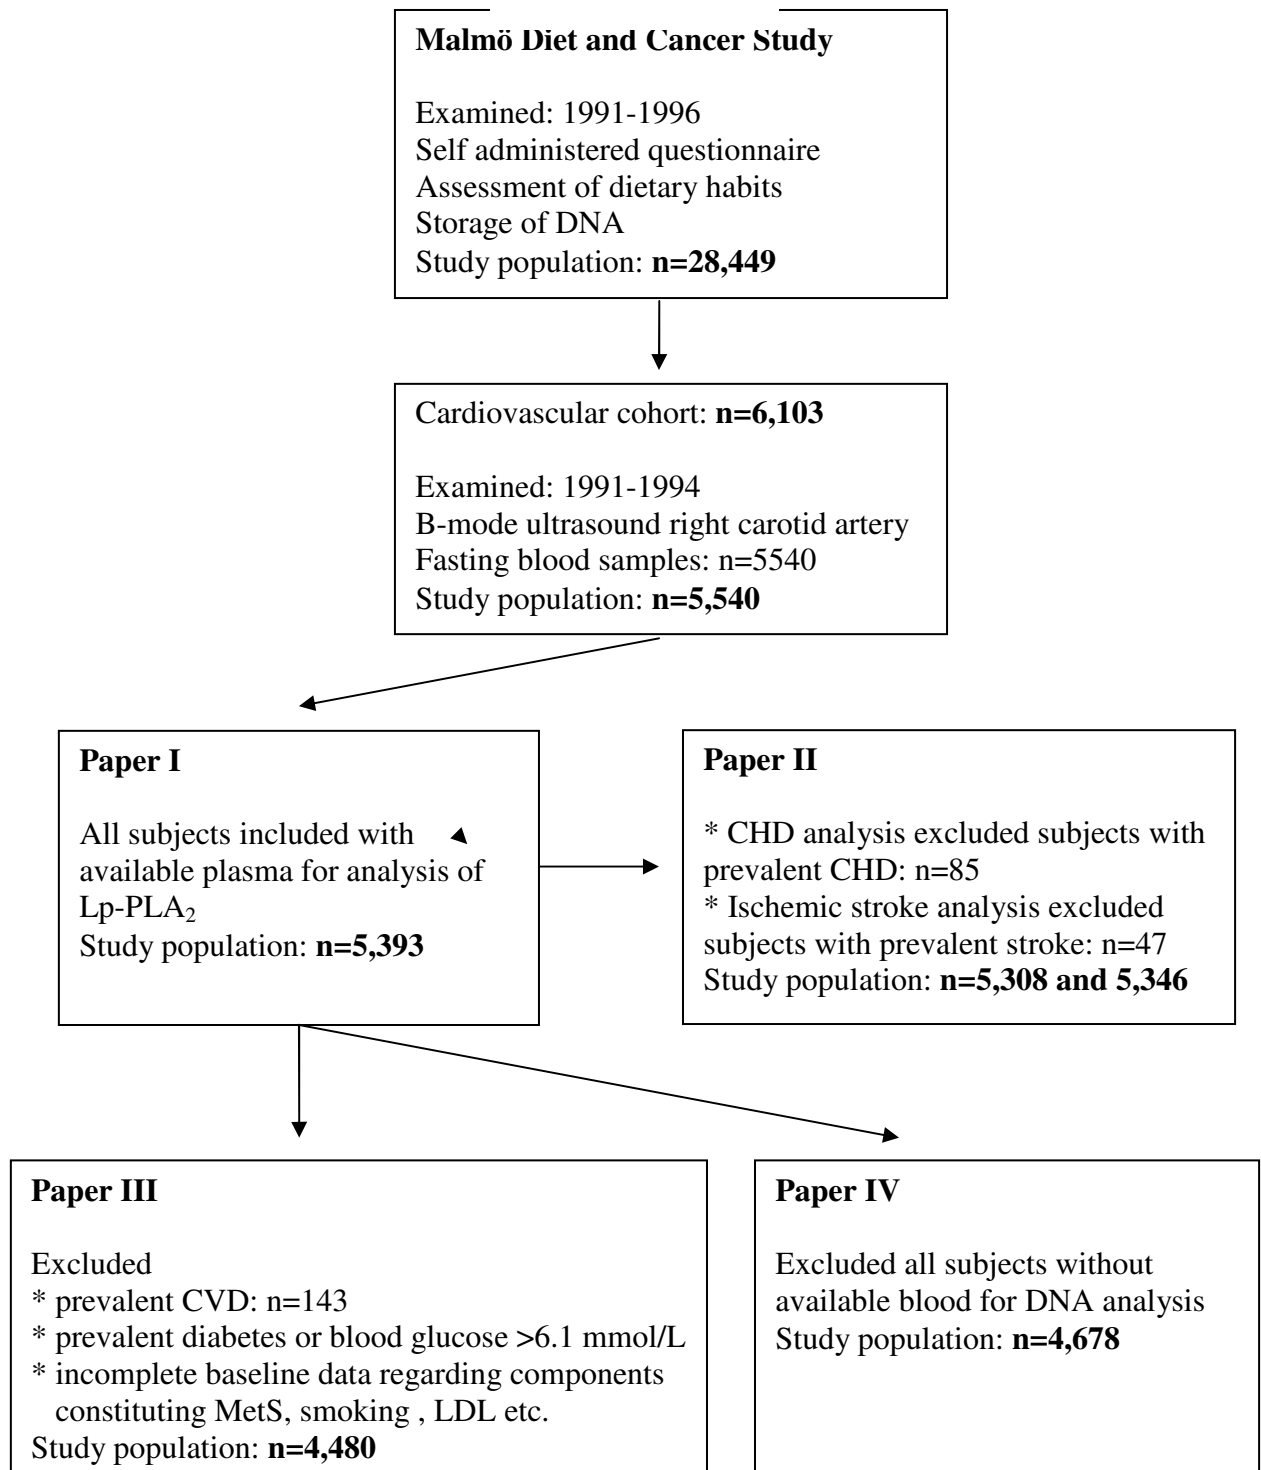 Malmö Diet and Cancer Study
Examined: 1991-1996
Self administered questionnaire
Assessment of dietary habits
Storage of DNA
Study population: n=28,449
Cardiovascular cohort: n=6,103
Examined: 1991-1994
B-mode ultrasound right carotid artery
Fasting blood samples: n=5540
Study population: n=5,540
Paper I
All subjects included with
available plasma for analysis of
Lp-PLA₂
Study population: n=5,393
Paper II
* CHD analysis excluded subjects with
prevalent CHD: n=85
* Ischemic stroke analysis excluded
subjects with prevalent stroke: n=47
Study population: n=5,308 and 5,346
Paper III
Excluded
* prevalent CVD: n=143
* prevalent diabetes or blood glucose >6.1 mmol/L
* incomplete baseline data regarding components
constituting MetS, smoking , LDL etc.
Study population: n=4,480
Paper IV
Excluded all subjects without
available blood for DNA analysis
Study population: n=4,678